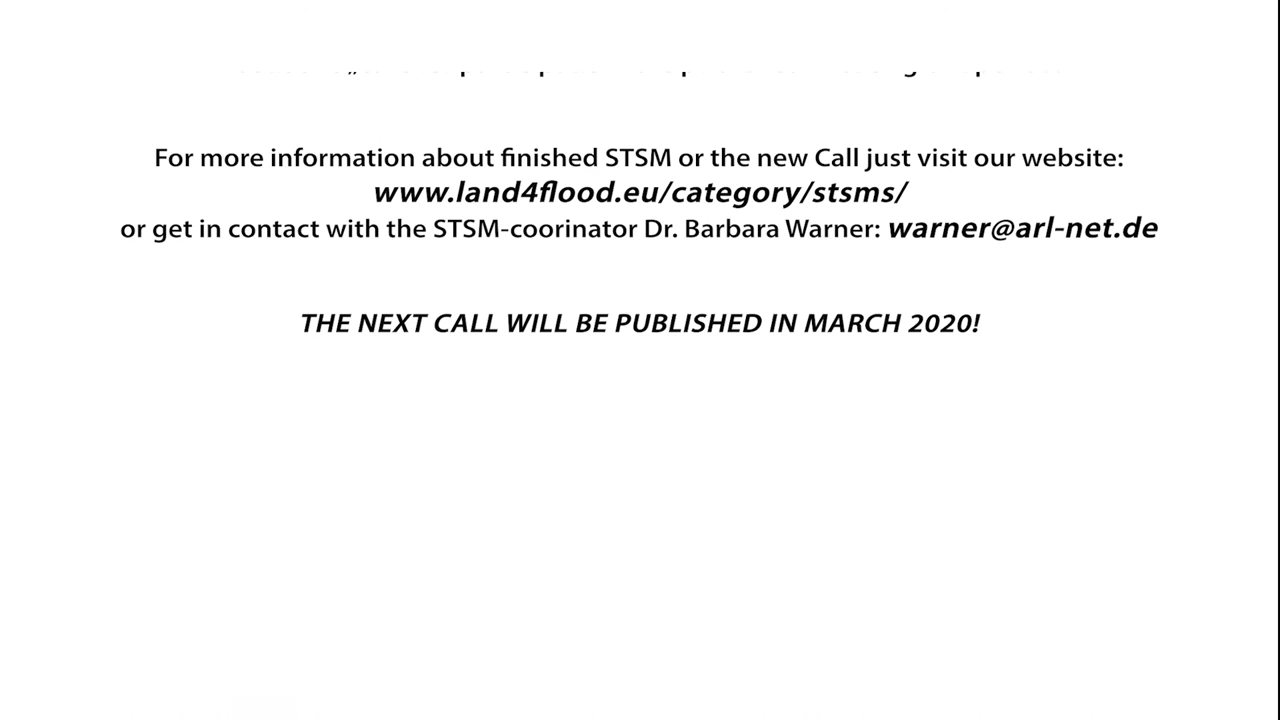 For more information about finished STSM or the new Call just visit our website:
www.land4flood.eu/category/stsms/
or get in contact with the STSM-coorinator Dr. Barbara Warner: warner@arl-net.de
THE NEXT CALL WILL BE PUBLISHED IN MARCH 2020!